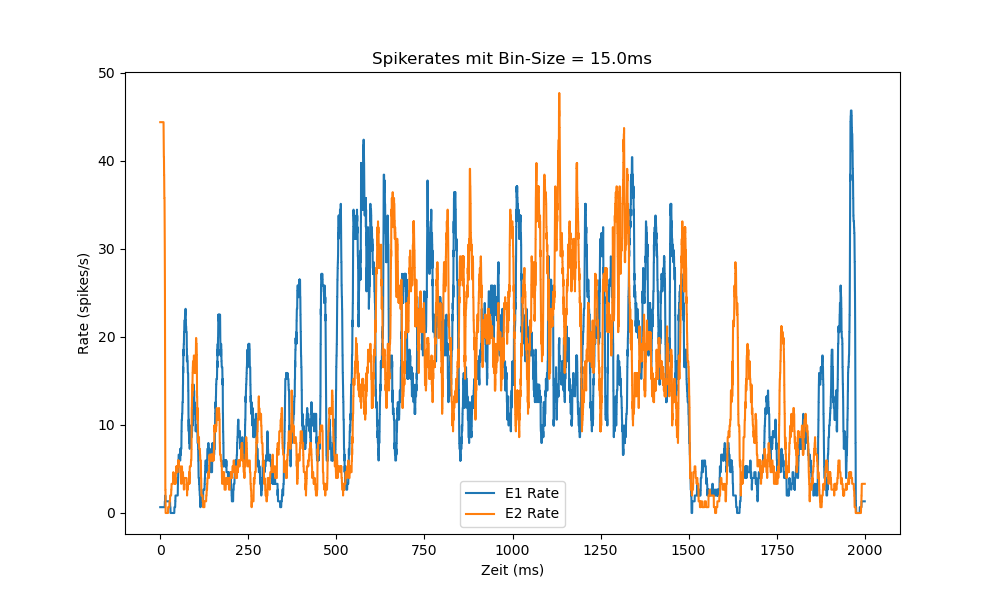 Spikerates mit Bin-Size = 15.0ms
50
40
30
20
10
0
Rate (spikes/s)
E1 Rate
E2 Rate
0 250 500 750 1000 1250 1500 1750 2000
Zeit (ms)